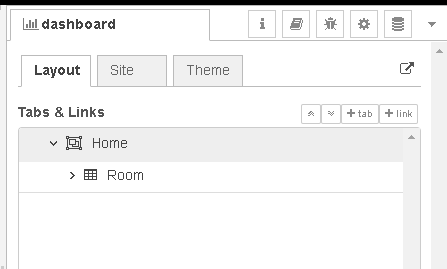 dashboard
Layout Site Theme
Tabs & Links +tab +link
Home
Room